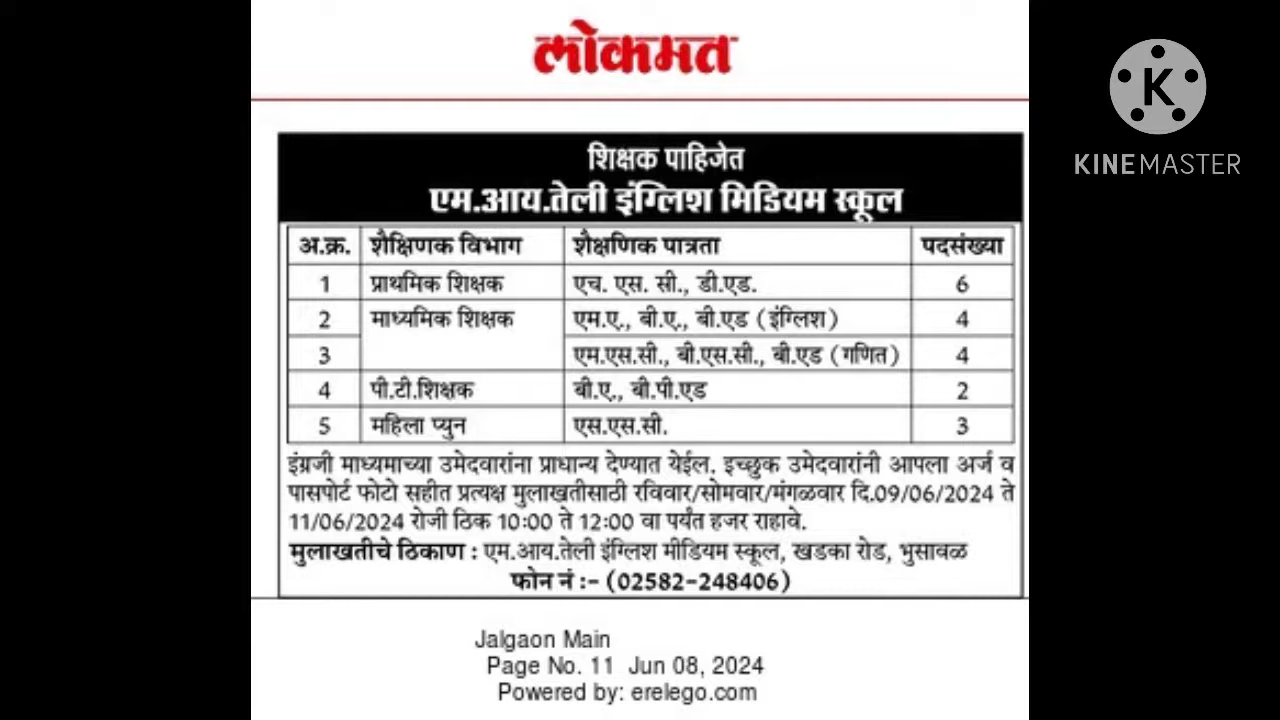 लोकमत
KINEMASTER
शिक्षक पाहिजेत
एम.आय.तेली इंग्लिश मिडियम स्कूल
अ.क्र. शैक्षिणक विभाग शैक्षणिक पात्रता पदसंख्या
1 प्राथमिक शिक्षक एच. एस. सी., डी.एड. 6
2 माध्यमिक शिक्षक एम.ए., बी.ए., बी.एड (इंग्लिश) 4
3 एम.एस.सी., बी.एस.सी., बी.एड (गणित) 4
4 पी.टी.शिक्षक बी.ए., बी.पी.एड 2
5 महिला प्युन एस.एस.सी. 3
इंग्रजी माध्यमाच्या उमेदवारांना प्राधान्य देण्यात येईल. इच्छुक उमेदवारांनी आपला अर्ज व
पासपोर्ट फोटो सहीत प्रत्यक्ष मुलाखतीसाठी रविवार/सोमवार/मंगळवार दि.09/06/2024 ते
11/06/2024 रोजी ठिक 10:00 ते 12:00 वा पर्यंत हजर राहावे.
मुलाखतीचे ठिकाण : एम.आय.तेली इंग्लिश मीडियम स्कूल, खडका रोड, भुसावळ
फोन नं :- (02582-248406)
Jalgaon Main
Page No. 11 Jun 08, 2024
Powered by: erelego.com